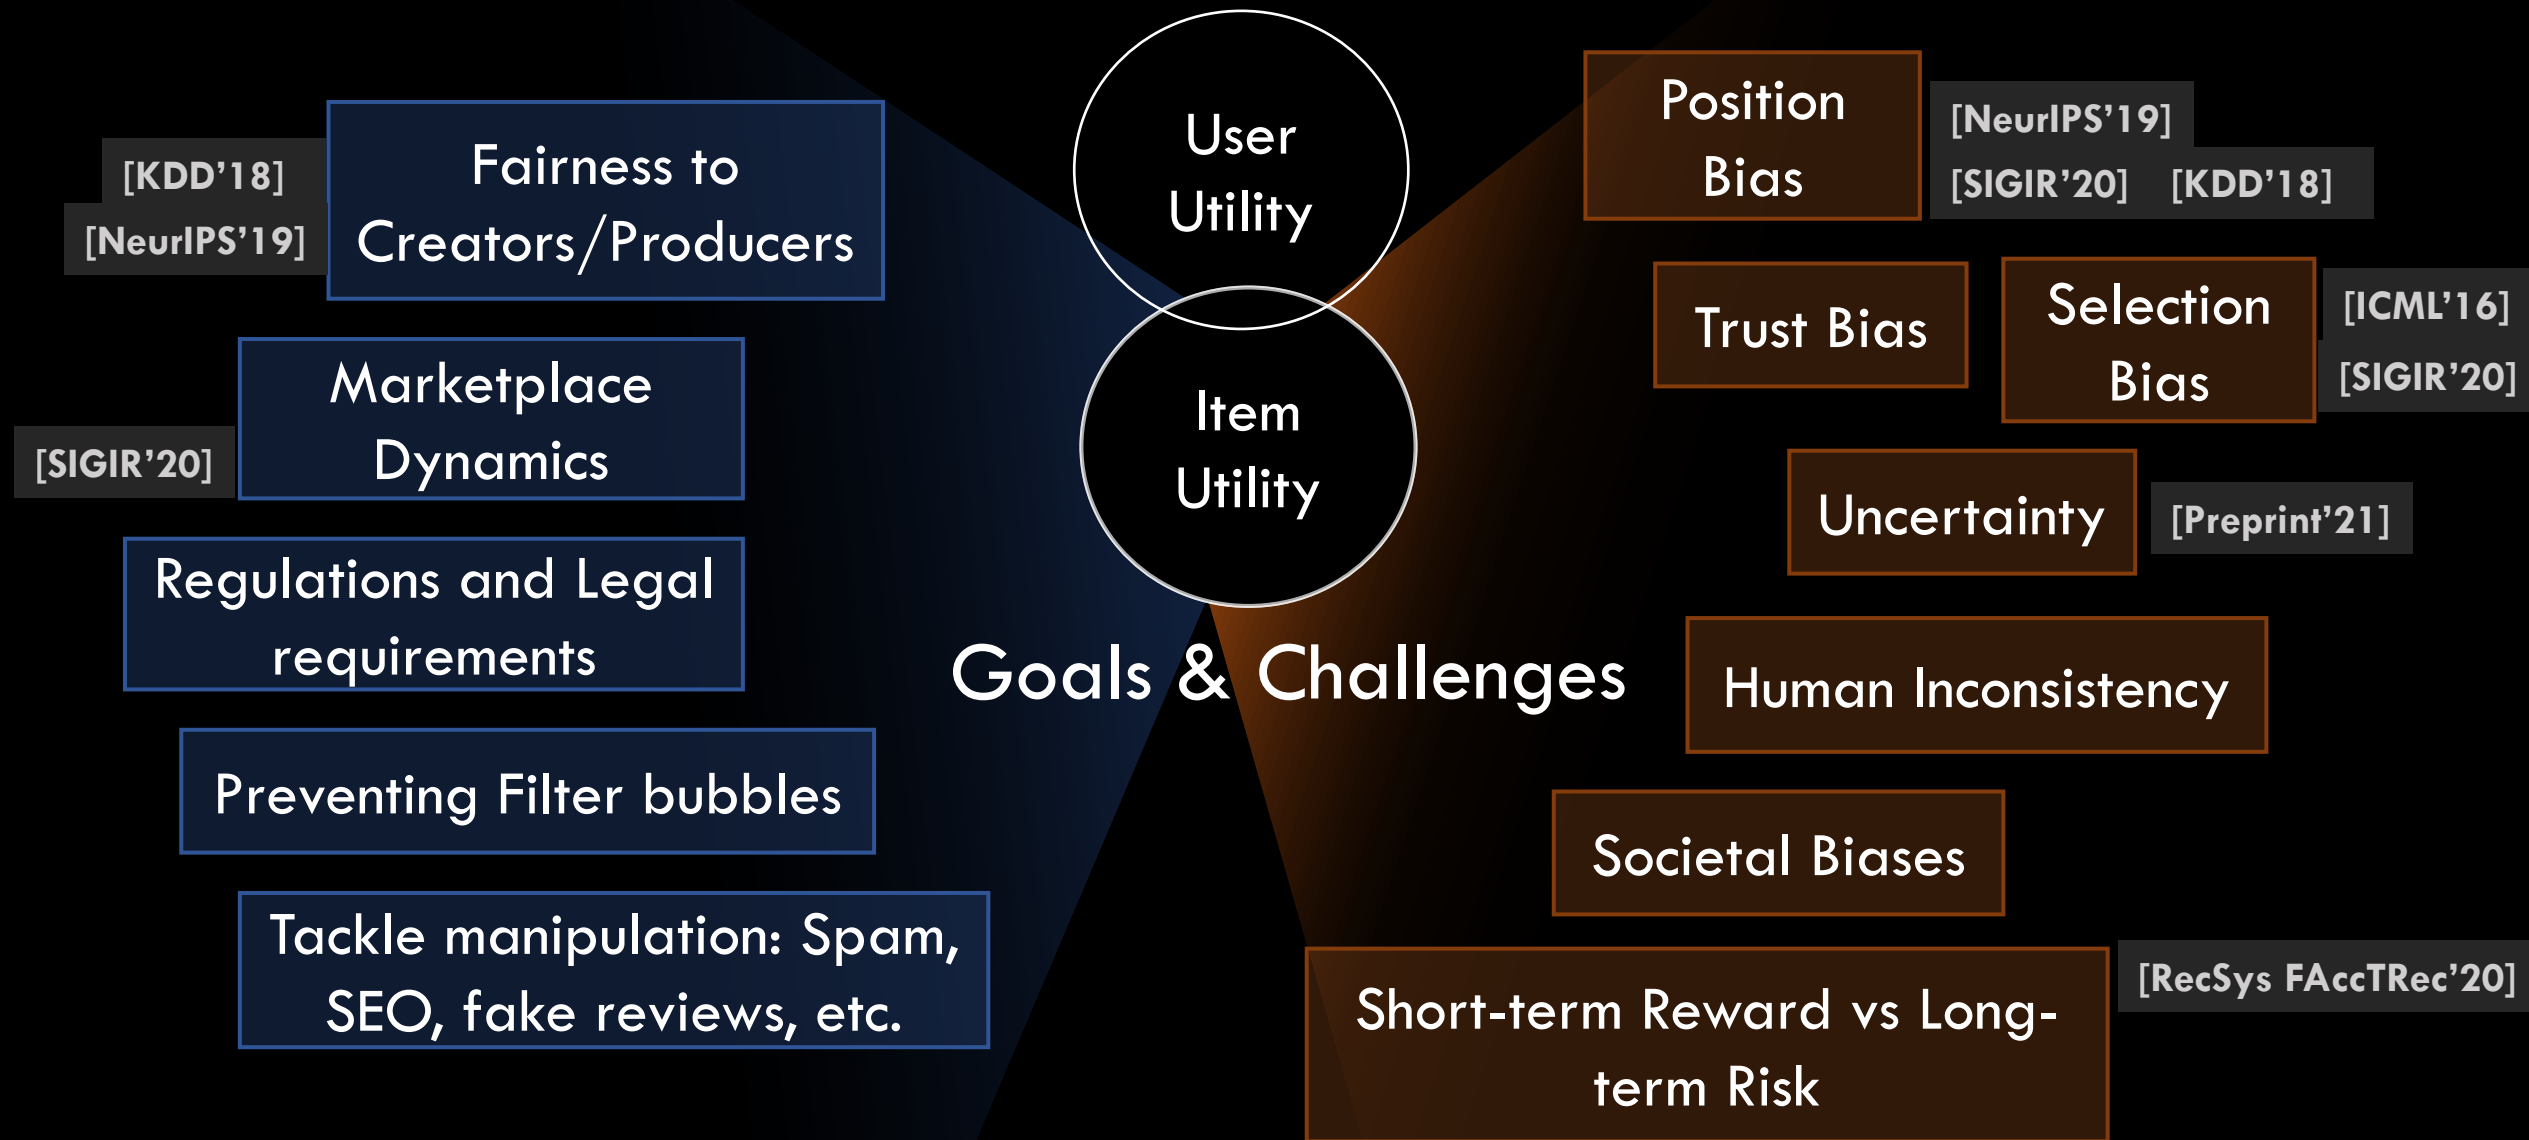 User
Utility
Item
Utility
Goals & Challenges
[KDD’18]
[NeurIPS’19]
Fairness to
Creators/Producers
[SIGIR’20]
Marketplace
Dynamics
Regulations and Legal
requirements
Preventing Filter bubbles
Tackle manipulation: Spam,
SEO, fake reviews, etc.
Position
Bias
[NeurIPS’19]
[SIGIR’20] [KDD’18]
Trust Bias
Selection
Bias
[ICML’16]
[SIGIR’20]
Uncertainty
[Preprint’21]
Human Inconsistency
Societal Biases
Short-term Reward vs Long-
term Risk
[RecSys FAccTRec’20]